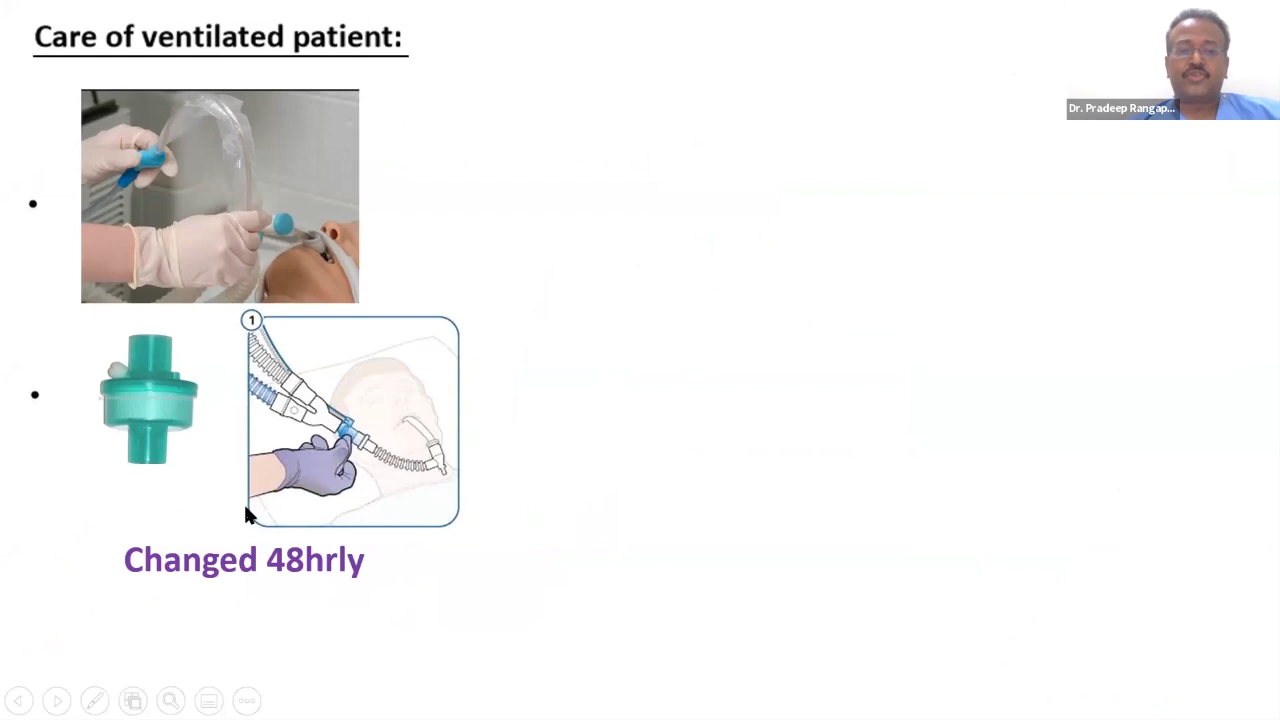 Care of ventilated patient:
Dr. Pradeep Rangap...
1
Changed 48hrly